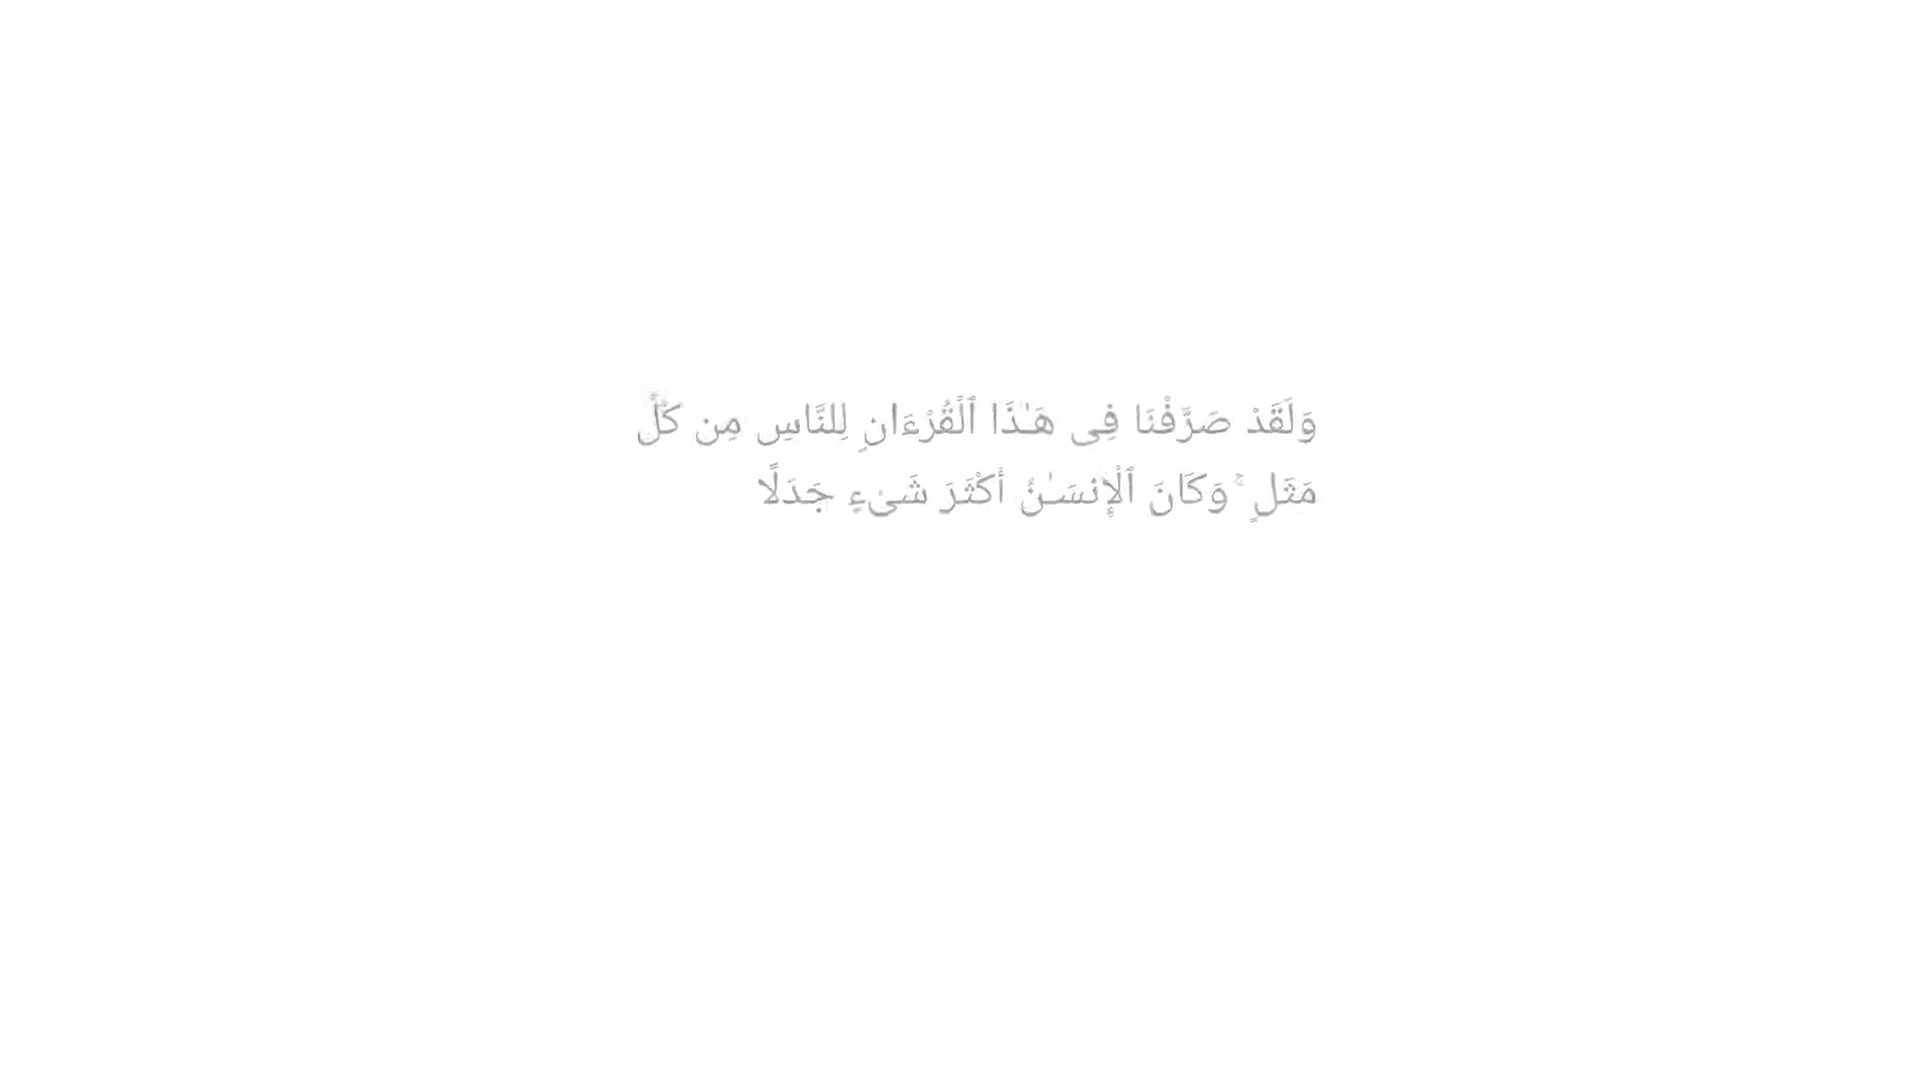 وَلَقَدْ صَرَّفْنَا فِى هَـٰذَا ٱلْقُرْءَانِ لِلنَّاسِ مِن كُلِّ
مَثَلٍ ۚ وَكَانَ ٱلْإِنسَـٰنُ أَكْثَرَ شَىْءٍ جَدَلًا